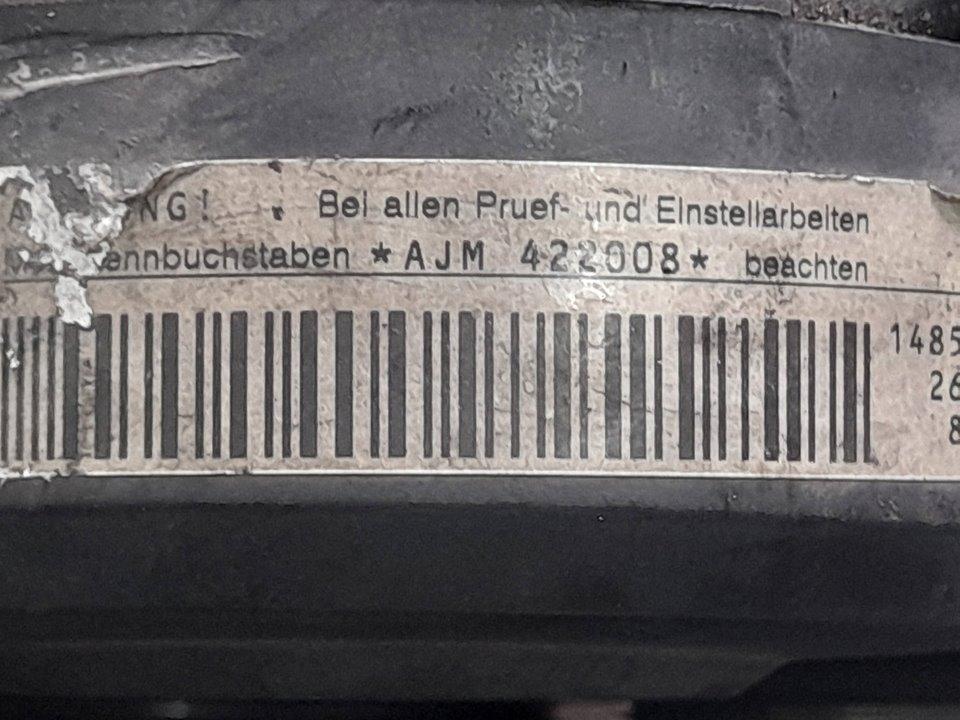 NG! Bei allen Pruef- und Einstellarbeiten
ennbuchstaben *AJM 422008* beachten
1485
26
8